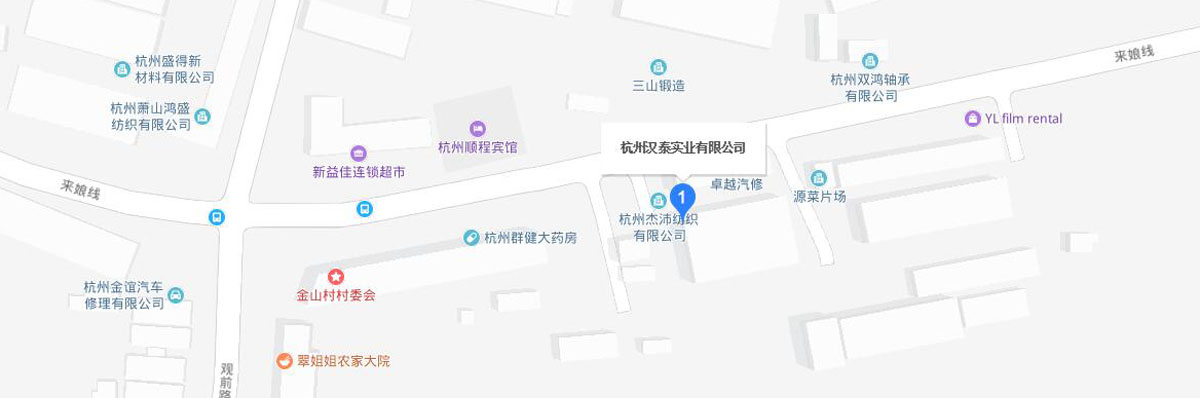 来娘线
杭州盛得新
材料有限公司
三山锻造
杭州双鸿轴承
有限公司
杭州萧山鸿盛
纺织有限公司
YL film rental
杭州顺程宾馆
杭州汉泰实业有限公司
新益佳连锁超市
来娘线
卓越汽修
源菜片场
1
杭州杰沛纺织
有限公司
杭州群健大药房
杭州金谊汽车
修理有限公司
金山村村委会
翠姐姐农家大院
观前路